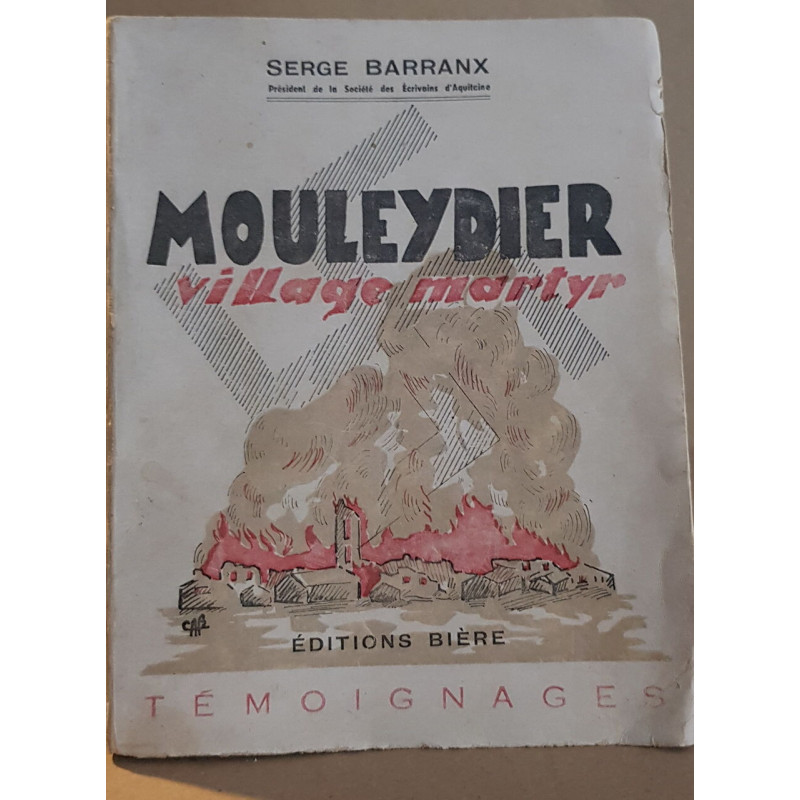 SERGE BARRANX
Président de la Société des Écrivains d'Aquitaine
MOULEYDIER
village martyr
ÉDITIONS BIÈRE
TÉMOIGNAGES